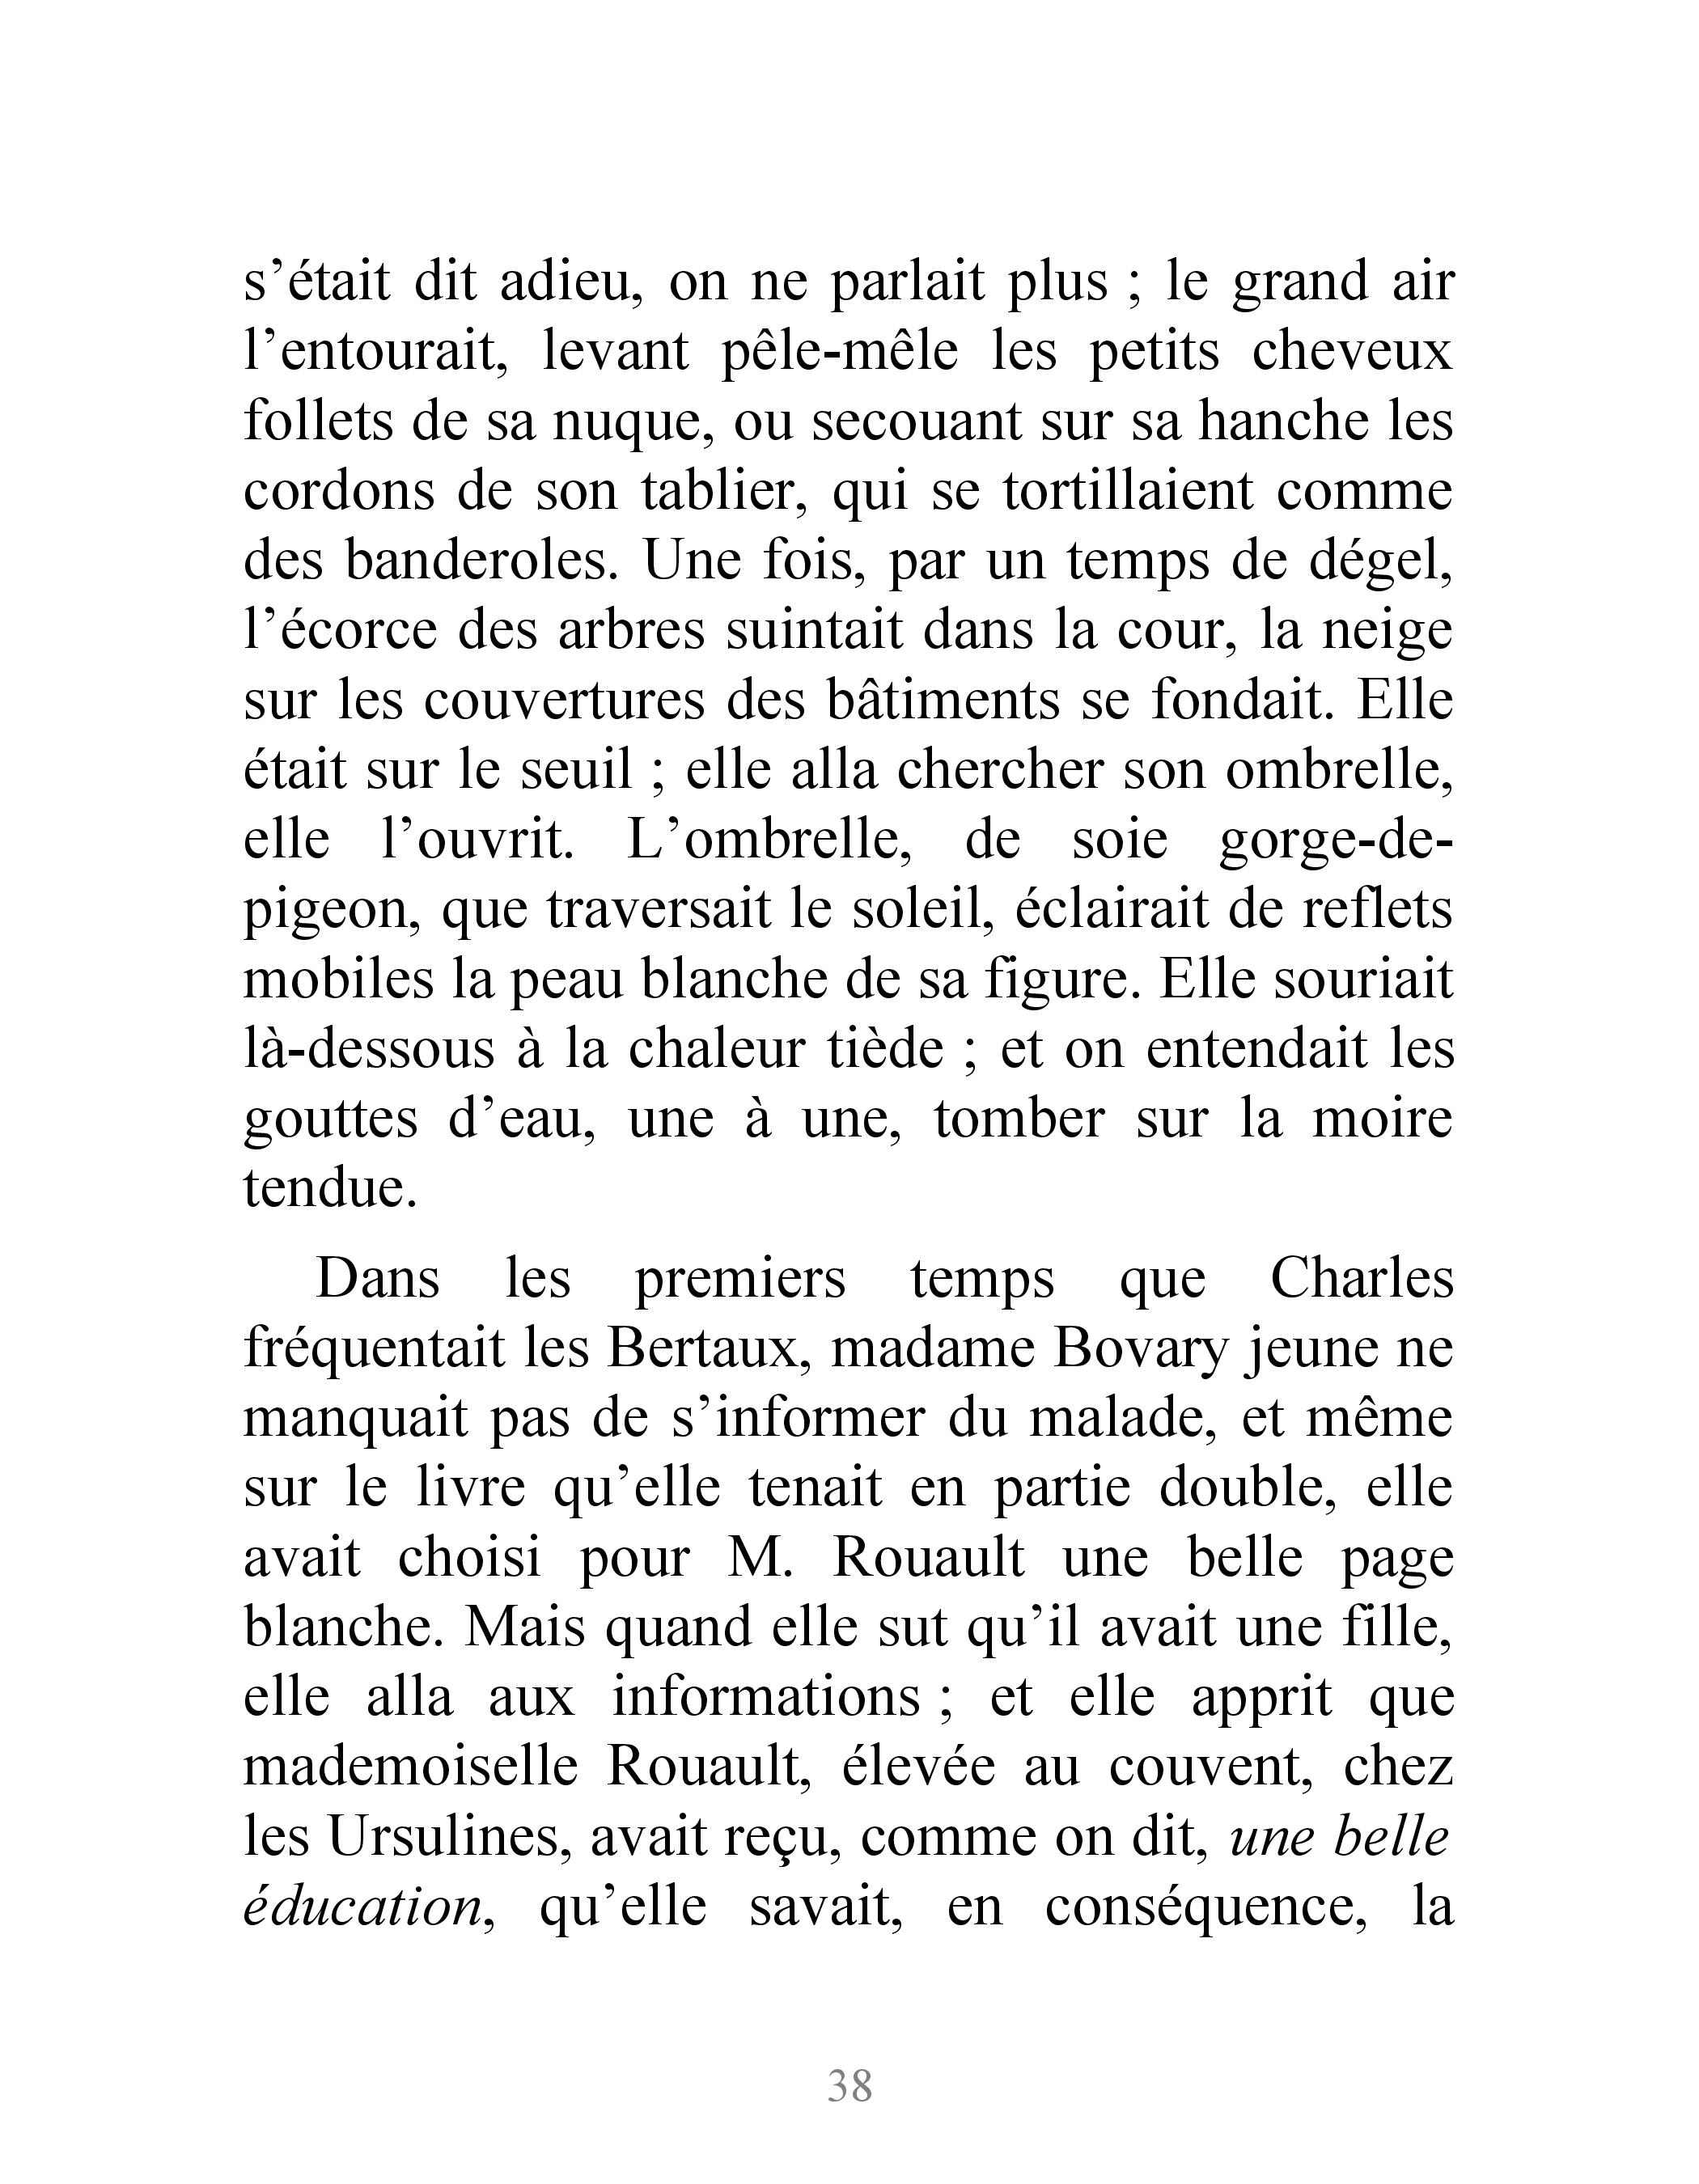 s’était dit adieu, on ne parlait plus ; le grand air
l’entourait, levant pêle-mêle les petits cheveux
follets de sa nuque, ou secouant sur sa hanche les
cordons de son tablier, qui se tortillaient comme
des banderoles. Une fois, par un temps de dégel,
l’écorce des arbres suintait dans la cour, la neige
sur les couvertures des bâtiments se fondait. Elle
était sur le seuil ; elle alla chercher son ombrelle,
elle l’ouvrit. L’ombrelle, de soie gorge-de-
pigeon, que traversait le soleil, éclairait de reflets
mobiles la peau blanche de sa figure. Elle souriait
là-dessous à la chaleur tiède ; et on entendait les
gouttes d’eau, une à une, tomber sur la moire
tendue.
Dans les premiers temps que Charles
fréquentait les Bertaux, madame Bovary jeune ne
manquait pas de s’informer du malade, et même
sur le livre qu’elle tenait en partie double, elle
avait choisi pour M. Rouault une belle page
blanche. Mais quand elle sut qu’il avait une fille,
elle alla aux informations ; et elle apprit que
mademoiselle Rouault, élevée au couvent, chez
les Ursulines, avait reçu, comme on dit, une belle
éducation, qu’elle savait, en conséquence, la
38